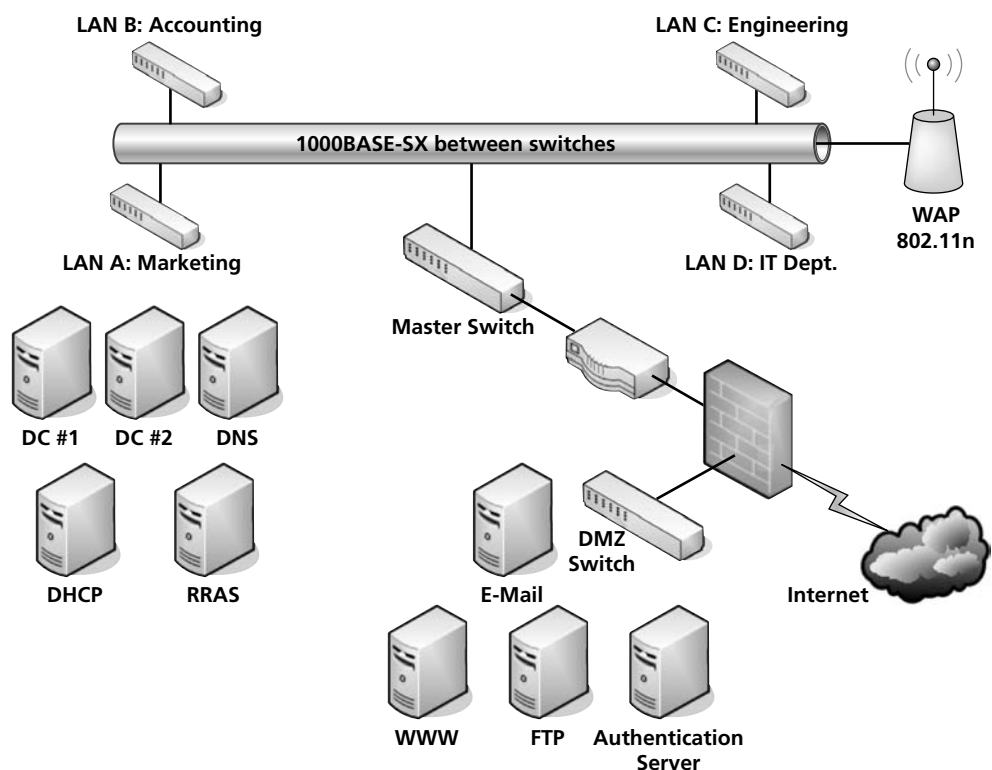 LAN B: Accounting
LAN C: Engineering
1000BASE-SX between switches
WAP
802.11n
LAN A: Marketing
LAN D: IT Dept.
Master Switch
DC #1
DC #2
DNS
DMZ
Switch
DHCP
RRAS
E-Mail
Internet
WWW
FTP
Authentication
Server